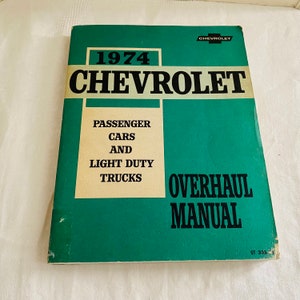 CHEVROLET
1974
CHEVROLET
PASSENGER
CARS
AND
LIGHT DUTY
TRUCKS
OVERHAUL
MANUAL